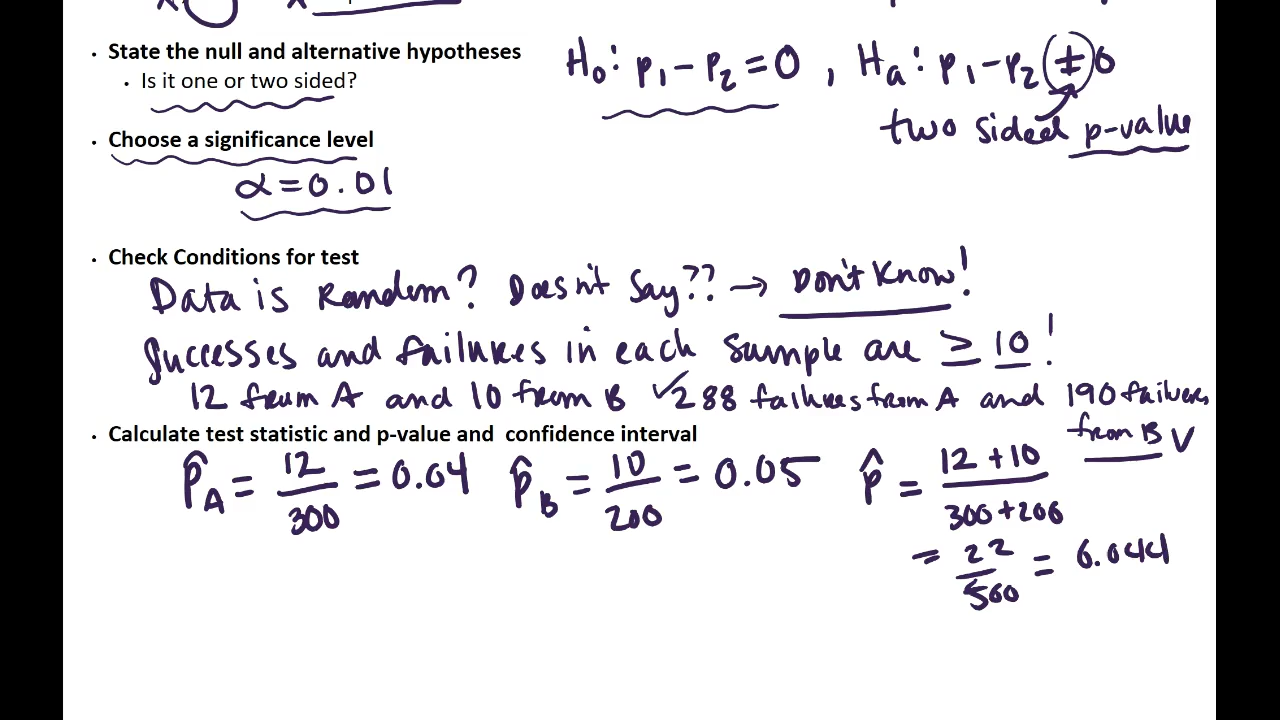 • State the null and alternative hypotheses
H₀: p₁ - p₂ = 0 , Hₐ: p₁ - p₂ ≠ 0
• Is it one or two sided?
two sided p-value
• Choose a significance level
α = 0.01
• Check Conditions for test
Data is Random? Doesn't Say?? → Don't Know!
Successes and failures in each sample are ≥ 10!
12 from A and 10 from B ✓ 288 failures from A and 190 failures
from B ✓
• Calculate test statistic and p-value and confidence interval
p̂_A = 12/300 = 0.04 p̂_B = 10/200 = 0.05 p̂ = 12+10/300+200
= 22/500 = 0.044